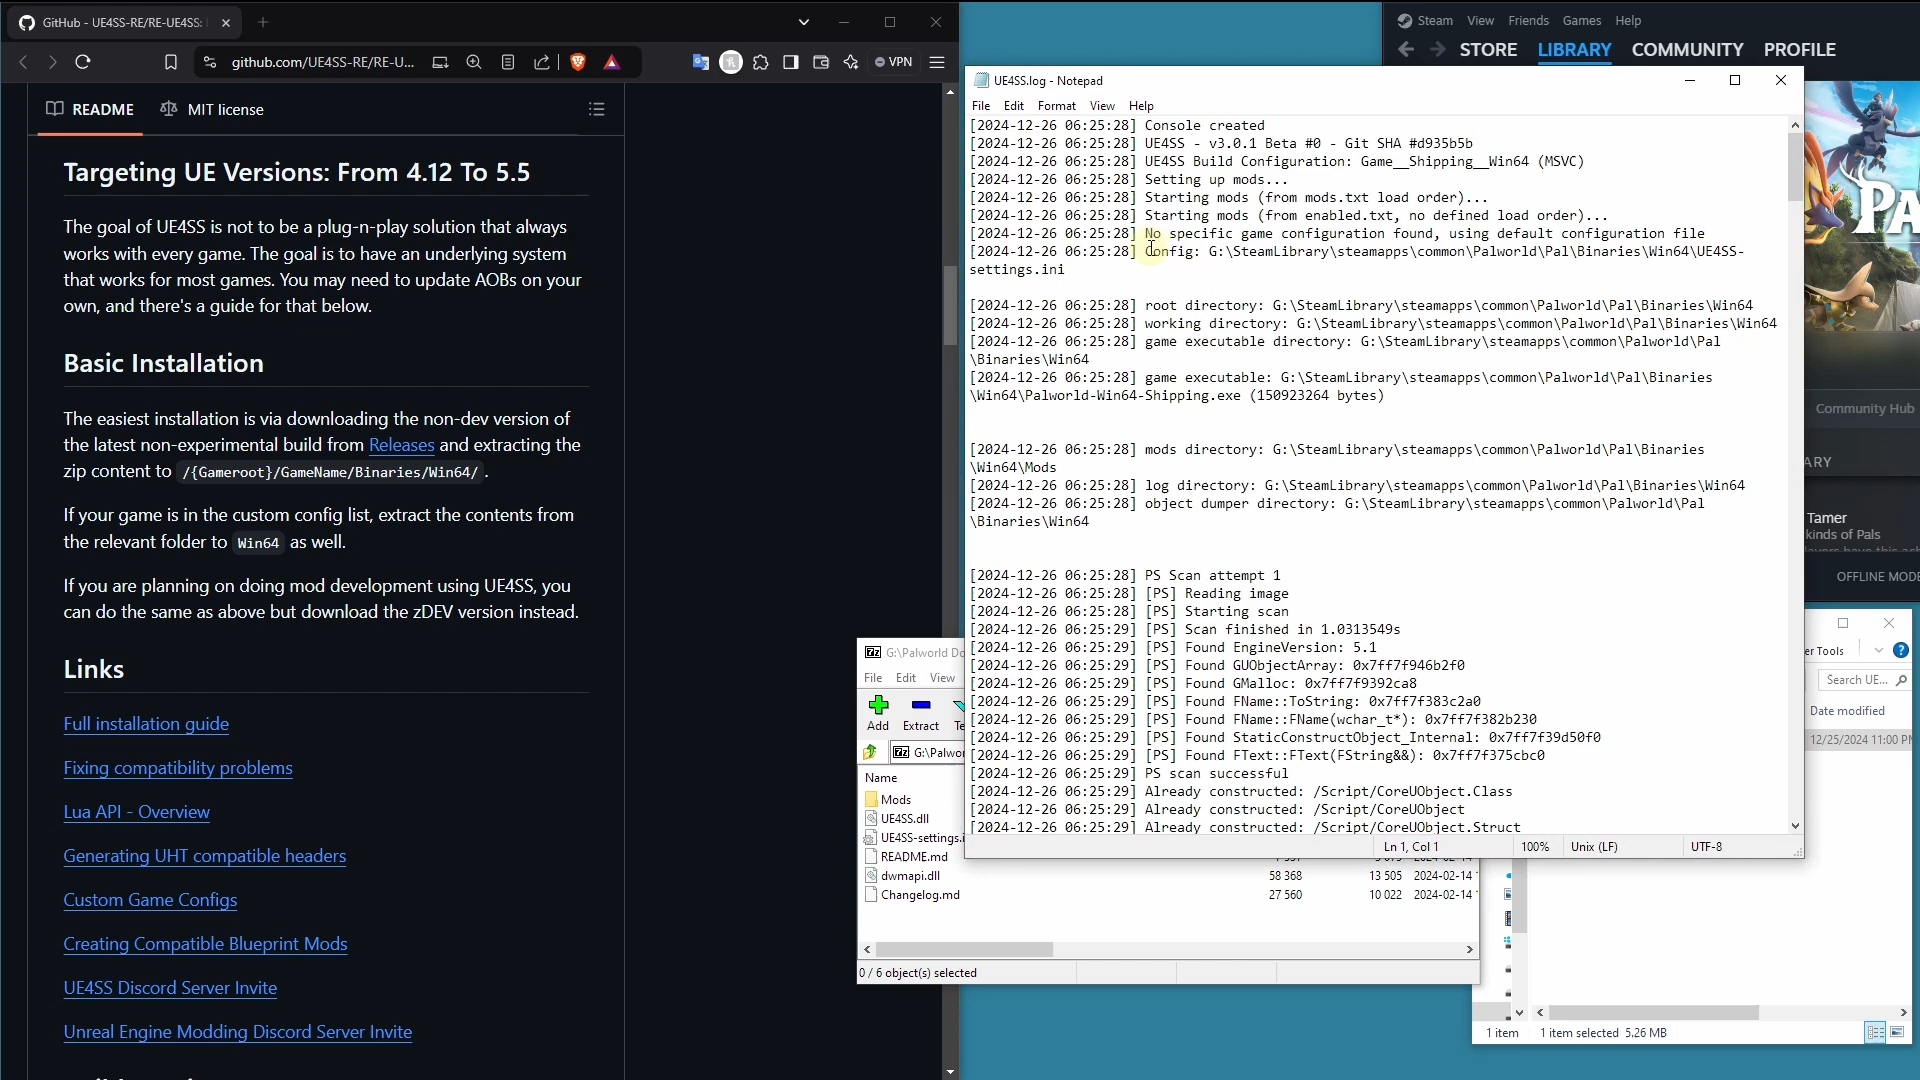 GitHub - UE4SS-RE/RE-UE4SS:
github.com/UE4SS-RE/RE-U...
VPN
README
MIT license
Targeting UE Versions: From 4.12 To 5.5
The goal of UE4SS is not to be a plug-n-play solution that always
works with every game. The goal is to have an underlying system
that works for most games. You may need to update AOBs on your
own, and there's a guide for that below.
Basic Installation
The easiest installation is via downloading the non-dev version of
the latest non-experimental build from Releases and extracting the
zip content to /{Gameroot}/GameName/Binaries/Win64/ .
If your game is in the custom config list, extract the contents from
the relevant folder to Win64 as well.
If you are planning on doing mod development using UE4SS, you
can do the same as above but download the zDEV version instead.
Links
Full installation guide
Fixing compatibility problems
Lua API - Overview
Generating UHT compatible headers
Custom Game Configs
Creating Compatible Blueprint Mods
UE4SS Discord Server Invite
Unreal Engine Modding Discord Server Invite
Steam View Friends Games Help
STORE LIBRARY COMMUNITY PROFILE
PA
Community Hub
ARY
Tamer
kinds of Pals
OFFLINE MODE
UE4SS.log - Notepad
File Edit Format View Help
[2024-12-26 06:25:28] Console created
[2024-12-26 06:25:28] UE4SS - v3.0.1 Beta #0 - Git SHA #d935b5b
[2024-12-26 06:25:28] UE4SS Build Configuration: Game__Shipping__Win64 (MSVC)
[2024-12-26 06:25:28] Setting up mods...
[2024-12-26 06:25:28] Starting mods (from mods.txt load order)...
[2024-12-26 06:25:28] Starting mods (from enabled.txt, no defined load order)...
[2024-12-26 06:25:28] No specific game configuration found, using default configuration file
[2024-12-26 06:25:28] Config: G:\SteamLibrary\steamapps\common\Palworld\Pal\Binaries\Win64\UE4SS-
settings.ini
[2024-12-26 06:25:28] root directory: G:\SteamLibrary\steamapps\common\Palworld\Pal\Binaries\Win64
[2024-12-26 06:25:28] working directory: G:\SteamLibrary\steamapps\common\Palworld\Pal\Binaries\Win64
[2024-12-26 06:25:28] game executable directory: G:\SteamLibrary\steamapps\common\Palworld\Pal
\Binaries\Win64
[2024-12-26 06:25:28] game executable: G:\SteamLibrary\steamapps\common\Palworld\Pal\Binaries
\Win64\Palworld-Win64-Shipping.exe (150923264 bytes)
[2024-12-26 06:25:28] mods directory: G:\SteamLibrary\steamapps\common\Palworld\Pal\Binaries
\Win64\Mods
[2024-12-26 06:25:28] log directory: G:\SteamLibrary\steamapps\common\Palworld\Pal\Binaries\Win64
[2024-12-26 06:25:28] object dumper directory: G:\SteamLibrary\steamapps\common\Palworld\Pal
\Binaries\Win64
[2024-12-26 06:25:28] PS Scan attempt 1
[2024-12-26 06:25:28] [PS] Reading image
[2024-12-26 06:25:28] [PS] Starting scan
[2024-12-26 06:25:29] [PS] Scan finished in 1.0313549s
[2024-12-26 06:25:29] [PS] Found EngineVersion: 5.1
[2024-12-26 06:25:29] [PS] Found GUObjectArray: 0x7ff7f946b2f0
[2024-12-26 06:25:29] [PS] Found GMalloc: 0x7ff7f9392ca8
[2024-12-26 06:25:29] [PS] Found FName::ToString: 0x7ff7f383c2a0
[2024-12-26 06:25:29] [PS] Found FName::FName(wchar_t*): 0x7ff7f382b230
[2024-12-26 06:25:29] [PS] Found StaticConstructObject_Internal: 0x7ff7f39d50f0
[2024-12-26 06:25:29] [PS] Found FText::FText(FString&&): 0x7ff7f375cbc0
[2024-12-26 06:25:29] PS scan successful
[2024-12-26 06:25:29] Already constructed: /Script/CoreUObject.Class
[2024-12-26 06:25:29] Already constructed: /Script/CoreUObject
[2024-12-26 06:25:29] Already constructed: /Script/CoreUObject.Struct
Ln 1, Col 1 100% Unix (LF) UTF-8
G:\Palworld Do
File Edit View
Add Extract Te
G:\Palwor
Name
Mods
UE4SS.dll
UE4SS-settings.i
README.md
dwmapi.dll 58 368 13 505 2024-02-14
Changelog.md 27 560 10 022 2024-02-14
0 / 6 object(s) selected
er Tools
Search UE...
Date modified
12/25/2024 11:00 PM
1 item 1 item selected 5.26 MB